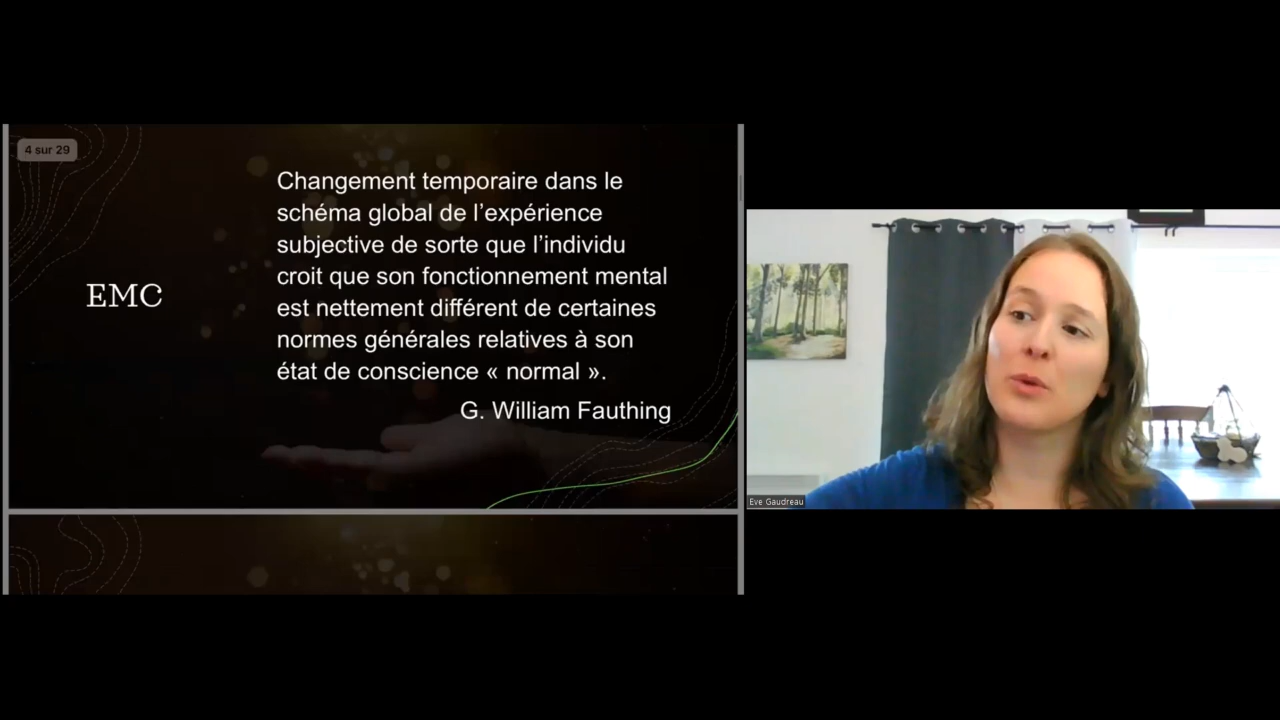 4 sur 29
EMC
Changement temporaire dans le
schéma global de l’expérience
subjective de sorte que l’individu
croit que son fonctionnement mental
est nettement différent de certaines
normes générales relatives à son
état de conscience « normal ».
G. William Fauthing
Eve Gaudreau